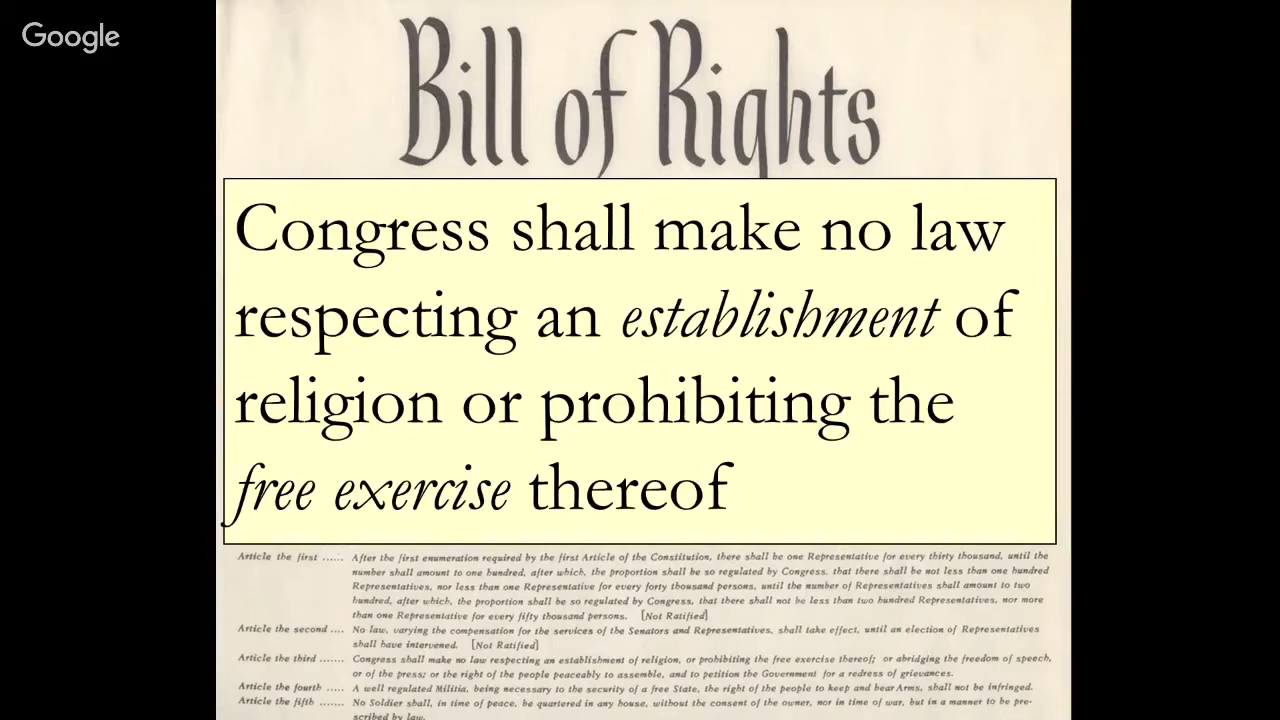 Google
Bill of Rights
Congress shall make no law
respecting an establishment of
religion or prohibiting the
free exercise thereof
Article the first ...... After the first enumeration required by the first Article of the Constitution, there shall be one Representative for every thirty thousand, until the
number shall amount to one hundred, after which, the proportion shall be so regulated by Congress, that there shall be not less than one hundred
Representatives, nor less than one Representative for every forty thousand persons, until the number of Representatives shall amount to two
hundred, after which, the proportion shall be so regulated by Congress, that there shall not be less than two hundred Representatives, nor more
than one Representative for every fifty thousand persons. [Not Ratified]
Article the second .... No law, varying the compensation for the services of the Senators and Representatives, shall take effect, until an election of Representatives
shall have intervened. [Not Ratified]
Article the third ....... Congress shall make no law respecting an establishment of religion, or prohibiting the free exercise thereof; or abridging the freedom of speech,
or of the press; or the right of the people peaceably to assemble, and to petition the Government for a redress of grievances.
Article the fourth ..... A well regulated Militia, being necessary to the security of a free State, the right of the people to keep and bear Arms, shall not be infringed.
Article the fifth ....... No Soldier shall, in time of peace, be quartered in any house, without the consent of the owner, nor in time of war, but in a manner to be pre-
scribed by law.